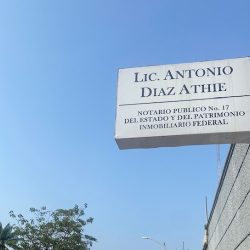 LIC. ANTONIO
DIAZ ATHIE
NOTARIO PUBLICO No. 17
DEL ESTADO Y DEL PATRIMONIO
INMOBILIARIO FEDERAL